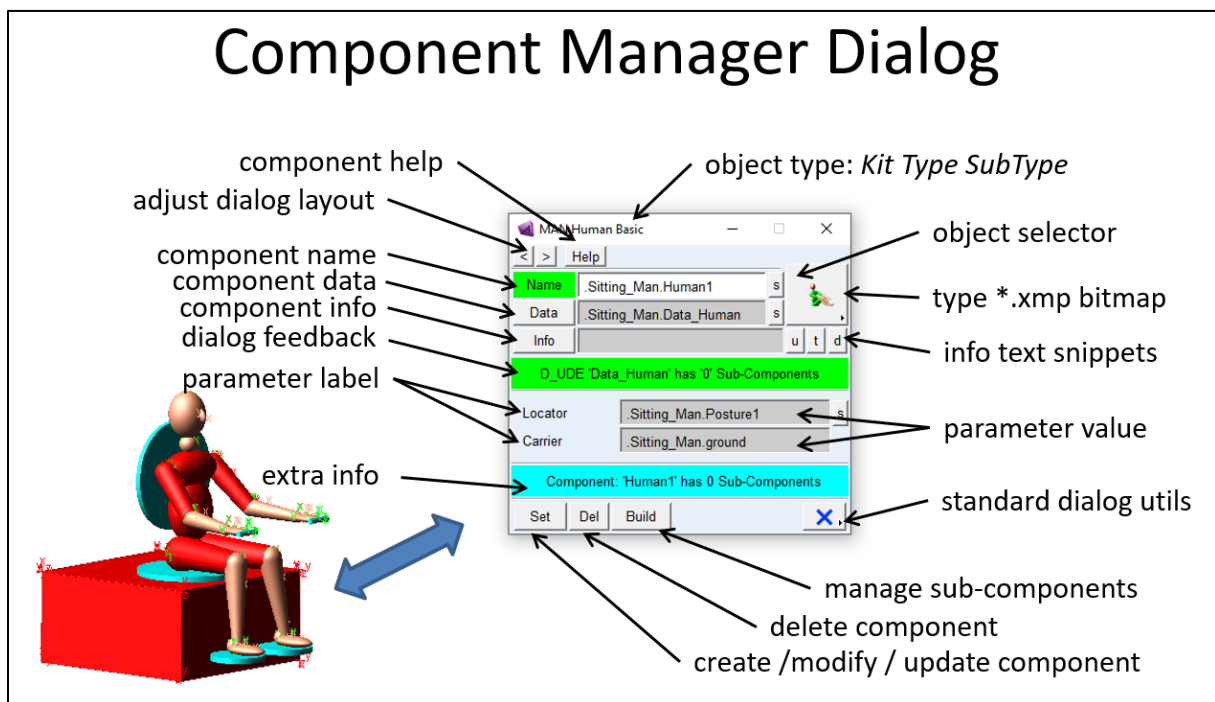 Component Manager Dialog
component help
object type: Kit Type SubType
adjust dialog layout
MAN Human Basic
object selector
< > Help
component name
Name .Sitting_Man.Human1 s
component data
type *.xmp bitmap
Data .Sitting_Man.Data_Human s
component info
Info u t d
info text snippets
dialog feedback
D_UDE 'Data_Human' has '0' Sub-Components
parameter label
Locator .Sitting_Man.Posture1 s
parameter value
Carrier .Sitting_Man.ground
extra info
Component: 'Human1' has 0 Sub-Components
standard dialog utils
Set Del Build
manage sub-components
delete component
create /modify / update component